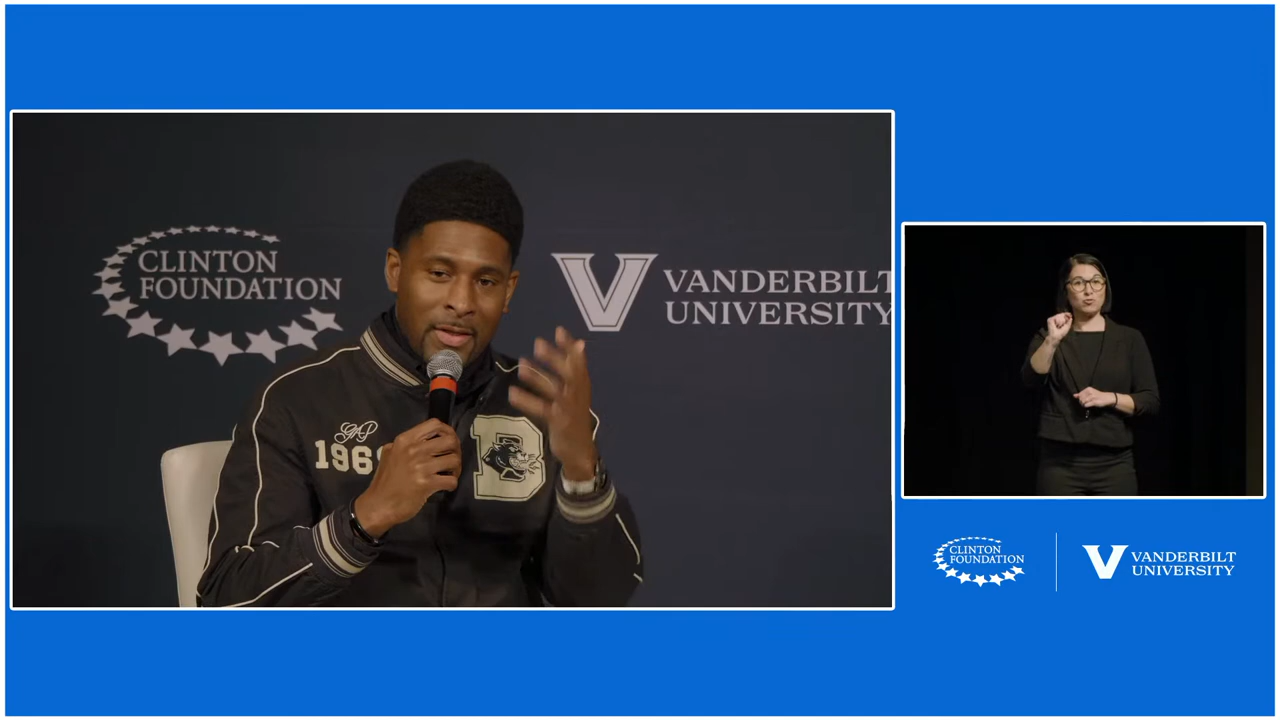 CLINTON
FOUNDATION
VANDERBILT
UNIVERSITY
GAP
196
D
CLINTON
FOUNDATION
VANDERBILT
UNIVERSITY